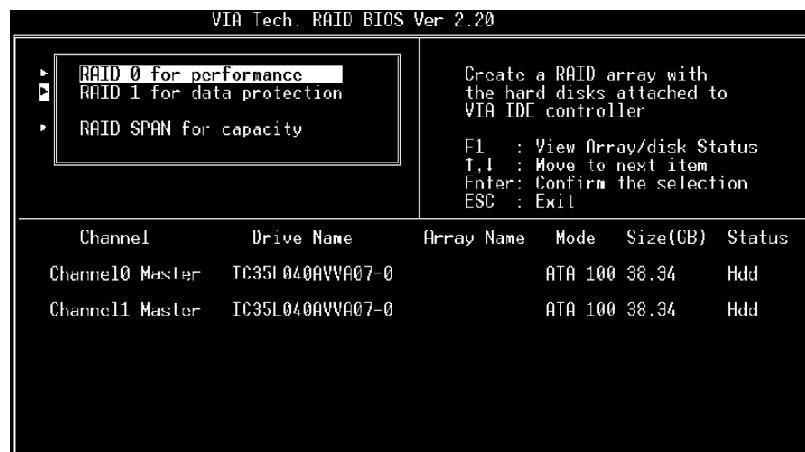 VIA Tech. RAID BIOS Ver 2.20
RAID 0 for performance
RAID 1 for data protection
RAID SPAN for capacity
Create a RAID array with
the hard disks attached to
VIA IDE controller
F1 : View Array/disk Status
↑,↓ : Move to next item
Enter: Confirm the selection
ESC : Exit
Channel Drive Name Array Name Mode Size(GB) Status
Channel0 Master IC35L040AVVA07-0 ATA 100 38.34 Hdd
Channel1 Master IC35L040AVVA07-0 ATA 100 38.34 Hdd